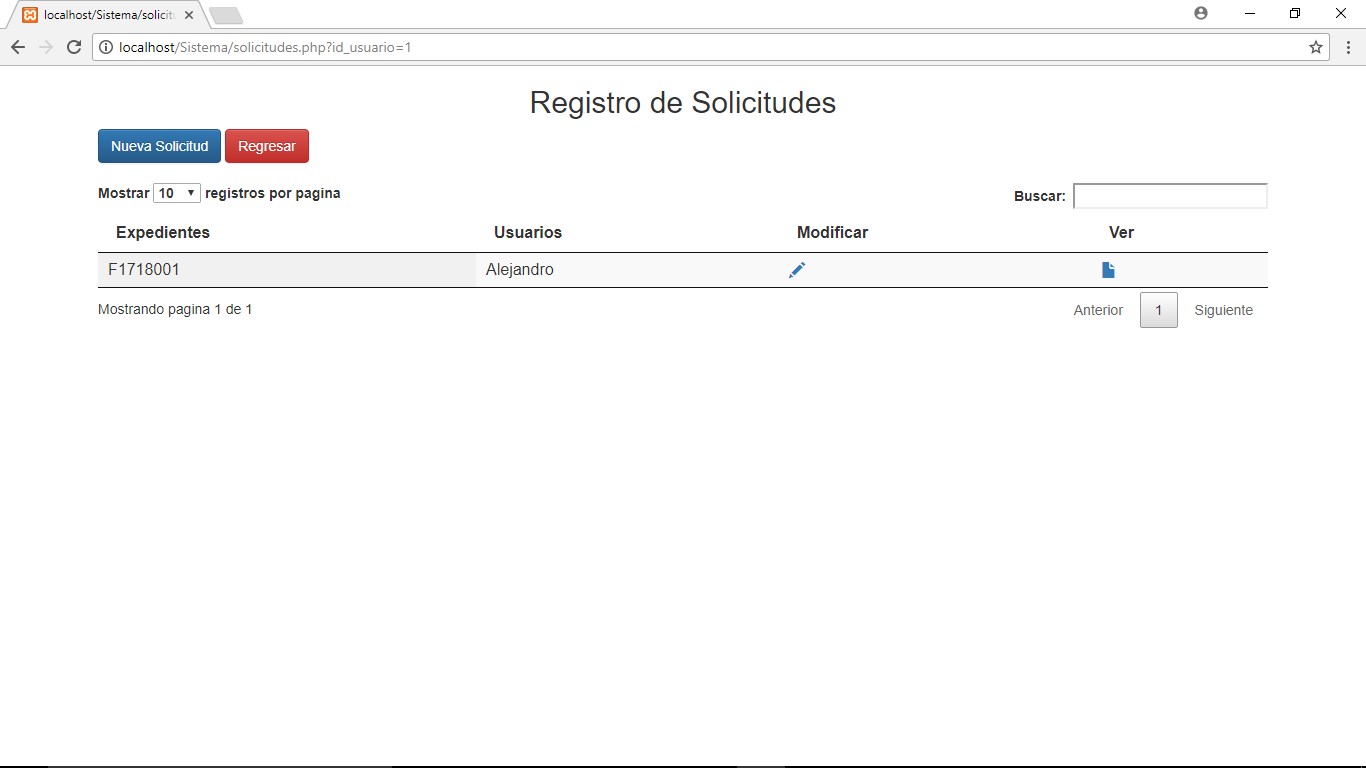 localhost/Sistema/solicit
localhost/Sistema/solicitudes.php?id_usuario=1
Registro de Solicitudes
Nueva Solicitud Regresar
Mostrar 10 registros por pagina Buscar:
Expedientes Usuarios Modificar Ver
F1718001 Alejandro
Mostrando pagina 1 de 1 Anterior 1 Siguiente